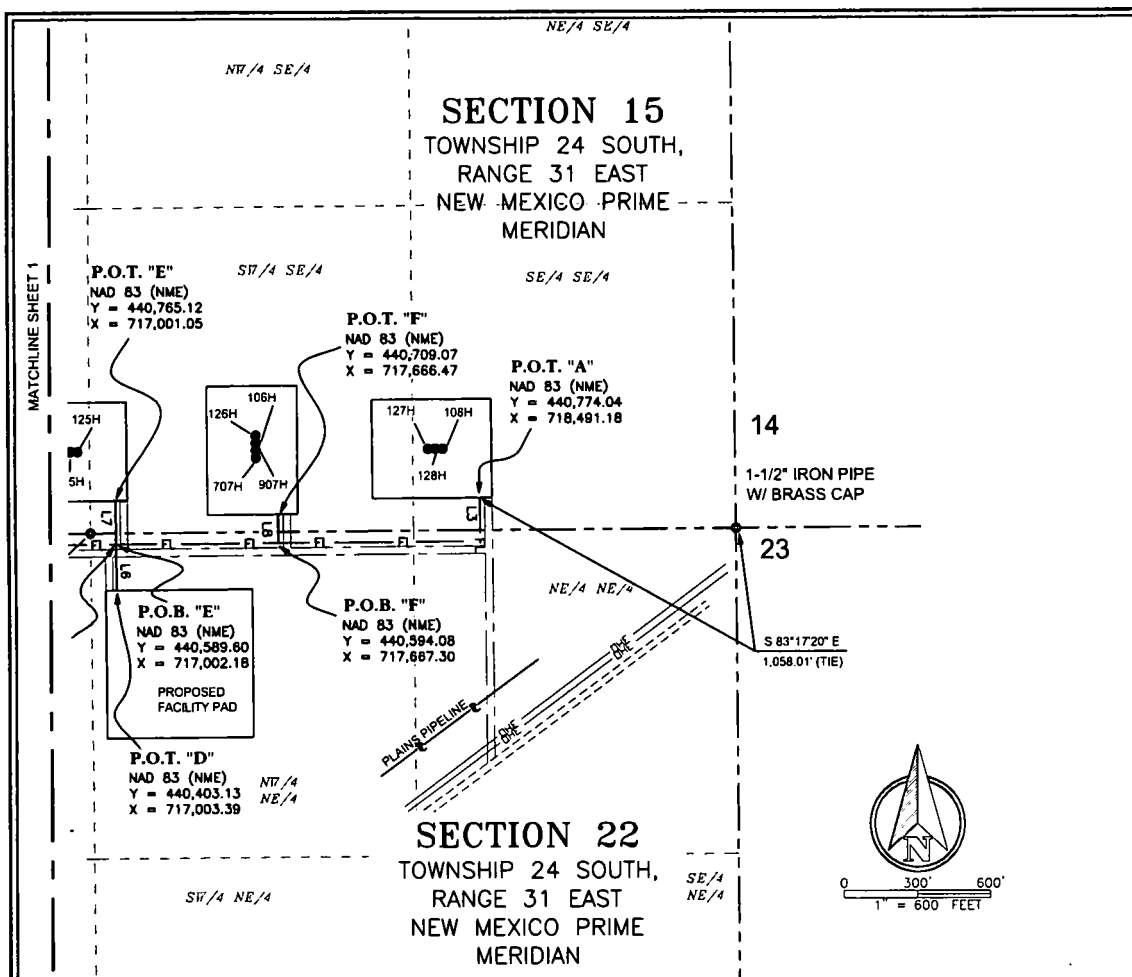 NE/4 SE/4
NW/4 SE/4
SECTION 15
TOWNSHIP 24 SOUTH,
RANGE 31 EAST
NEW MEXICO PRIME
MERIDIAN
MATCHLINE SHEET 1
SW/4 SE/4
SE/4 SE/4
P.O.T. "E"
NAD 83 (NME)
Y = 440,765.12
X = 717,001.05
P.O.T. "F"
NAD 83 (NME)
Y = 440,709.07
X = 717,666.47
P.O.T. "A"
NAD 83 (NME)
Y = 440,774.04
X = 718,491.18
125H
5H
126H
106H
707H
907H
127H
108H
128H
14
1-1/2" IRON PIPE
W/ BRASS CAP
23
L7
L8
L3
FL
FL
FL
FL
L6
NE/4 NE/4
P.O.B. "E"
NAD 83 (NME)
Y = 440,589.60
X = 717,002.18
PROPOSED
FACILITY PAD
P.O.B. "F"
NAD 83 (NME)
Y = 440,594.08
X = 717,667.30
S 83°17'20" E
1,058.01' (TIE)
OHE
OHE
PLAINS PIPELINE
OHE
OHE
P.O.T. "D"
NAD 83 (NME)
Y = 440,403.13
X = 717,003.39
NW/4
NE/4
SECTION 22
TOWNSHIP 24 SOUTH,
RANGE 31 EAST
NEW MEXICO PRIME
MERIDIAN
SW/4 NE/4
SE/4
NE/4
N
0 300' 600'
1" = 600 FEET